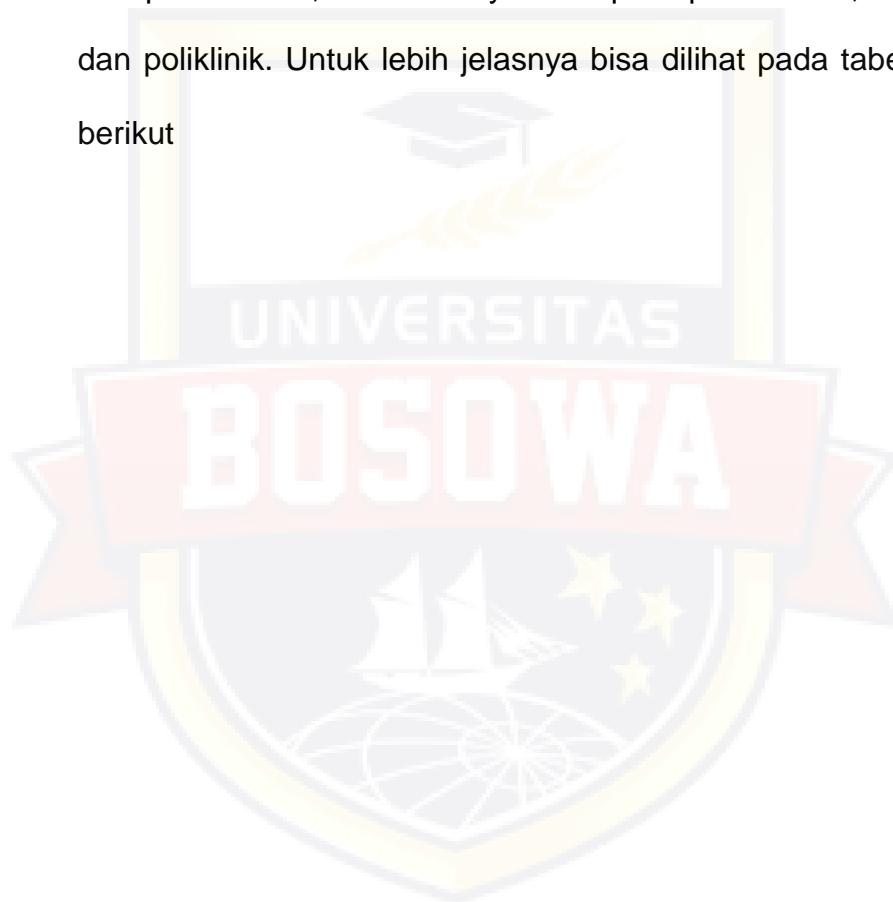 dan poliklinik. Untuk lebih jelasnya bisa dilihat pada tabe
berikut
UNIVERSITAS
BOSOWA